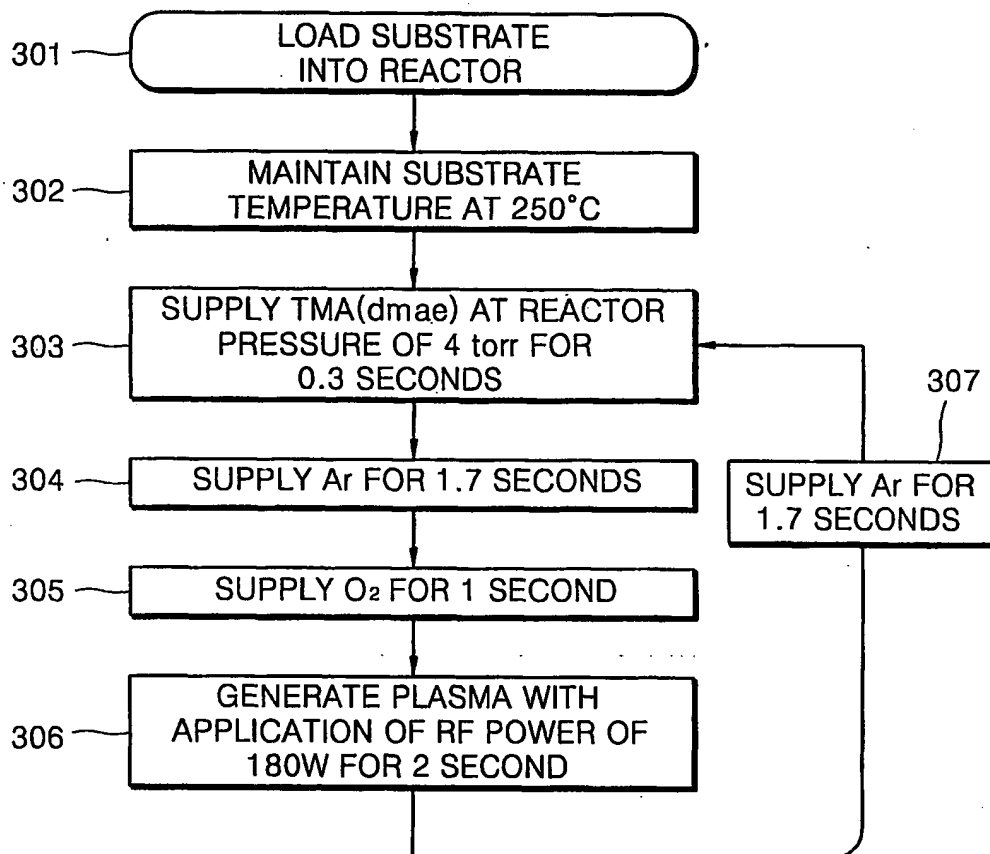 301
LOAD SUBSTRATE
INTO REACTOR
302
MAINTAIN SUBSTRATE
TEMPERATURE AT 250°C
303
SUPPLY TMA(dmae) AT REACTOR
PRESSURE OF 4 torr FOR
0.3 SECONDS
304
SUPPLY Ar FOR 1.7 SECONDS
305
SUPPLY O2 FOR 1 SECOND
306
GENERATE PLASMA WITH
APPLICATION OF RF POWER OF
180W FOR 2 SECOND
307
SUPPLY Ar FOR
1.7 SECONDS